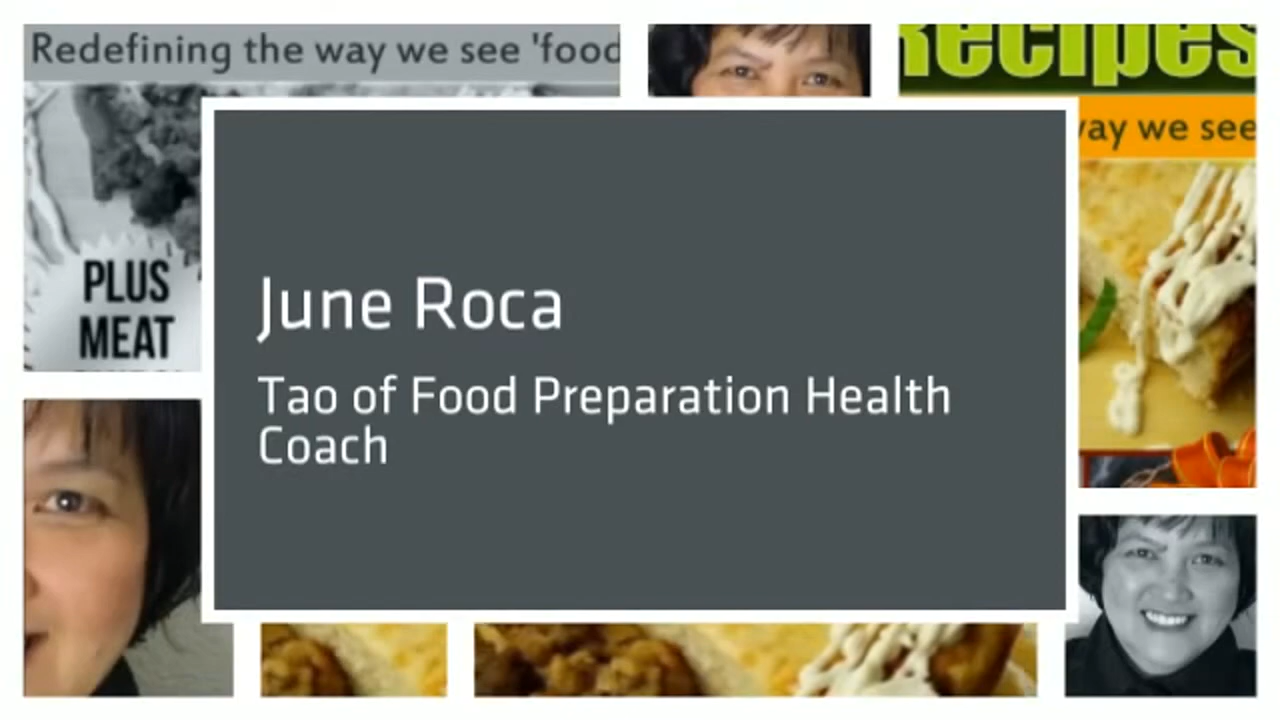 Redefining the way we see 'food
Recipes
way we see
PLUS
MEAT
June Roca
Tao of Food Preparation Health
Coach